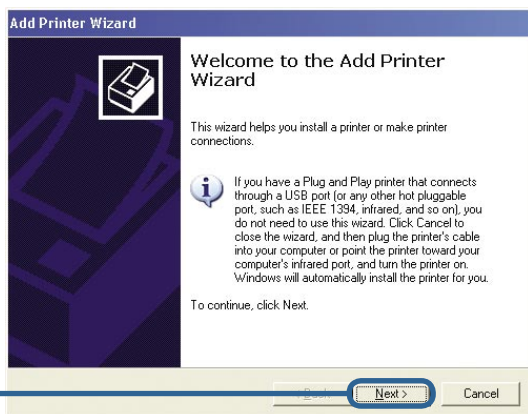 Add Printer Wizard
Welcome to the Add Printer
Wizard
This wizard helps you install a printer or make printer
connections.
If you have a Plug and Play printer that connects
through a USB port (or any other hot pluggable
port, such as IEEE 1394, infrared, and so on), you
do not need to use this wizard. Click Cancel to
close the wizard, and then plug the printer's cable
into your computer or point the printer toward your
computer's infrared port, and turn the printer on.
Windows will automatically install the printer for you.
To continue, click Next.
Next > Cancel